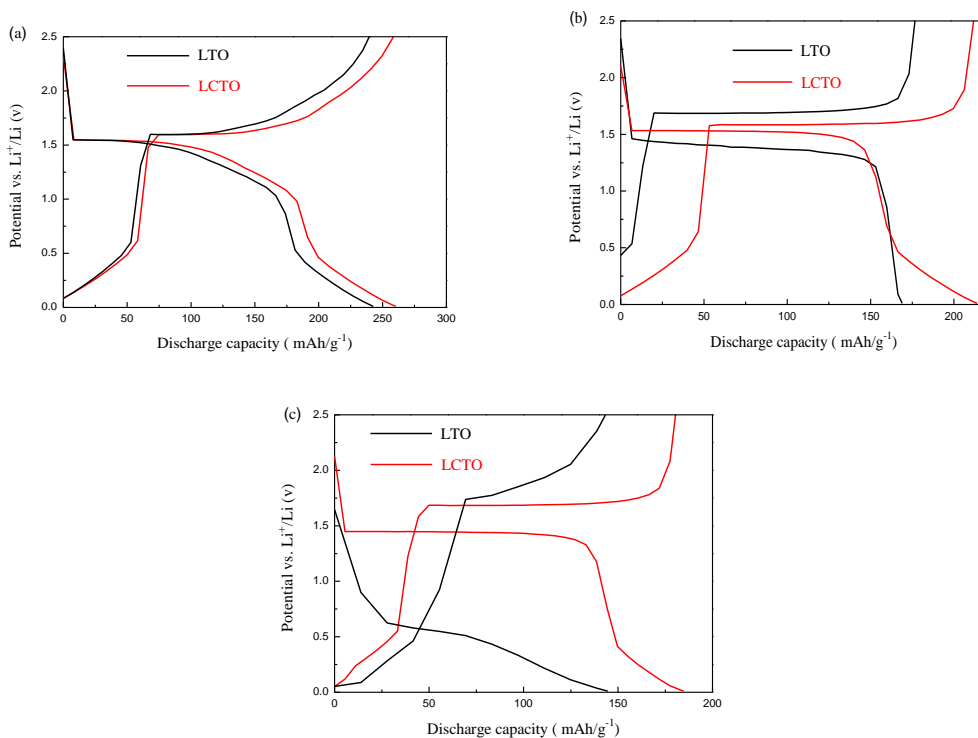 (a)
2.5
2.0
1.5
1.0
0.5
0.0
Potential vs. Li⁺/Li (v)
LTO
LCTO
0 50 100 150 200 250 300
Discharge capacity ( mAh/g⁻¹)
(b)
2.5
2.0
1.5
1.0
0.5
0.0
Potential vs. Li⁺/Li (v)
LTO
LCTO
0 50 100 150 200
Discharge capacity ( mAh/g⁻¹)
(c)
2.5
2.0
1.5
1.0
0.5
0.0
Potential vs. Li⁺/Li (v)
LTO
LCTO
0 50 100 150 200
Discharge capacity ( mAh/g⁻¹)